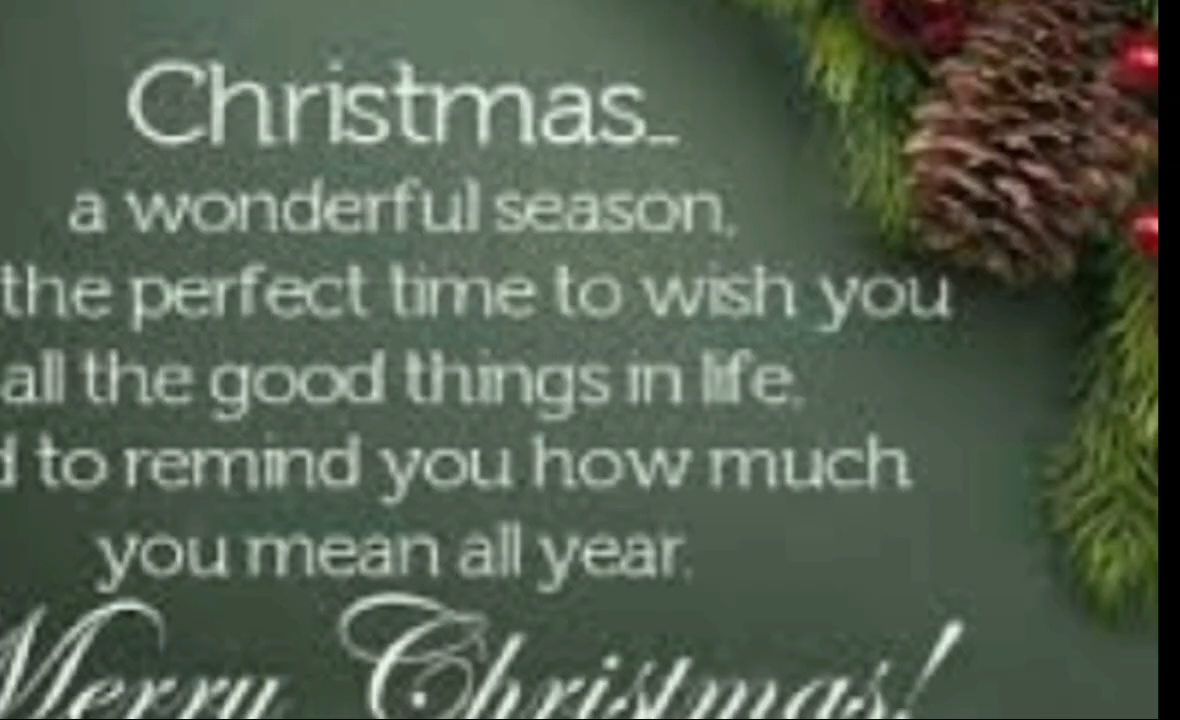 Christmas...
a wonderful season,
the perfect time to wish you
all the good things in life,
d to remind you how much
you mean all year.
Merry Christmas!